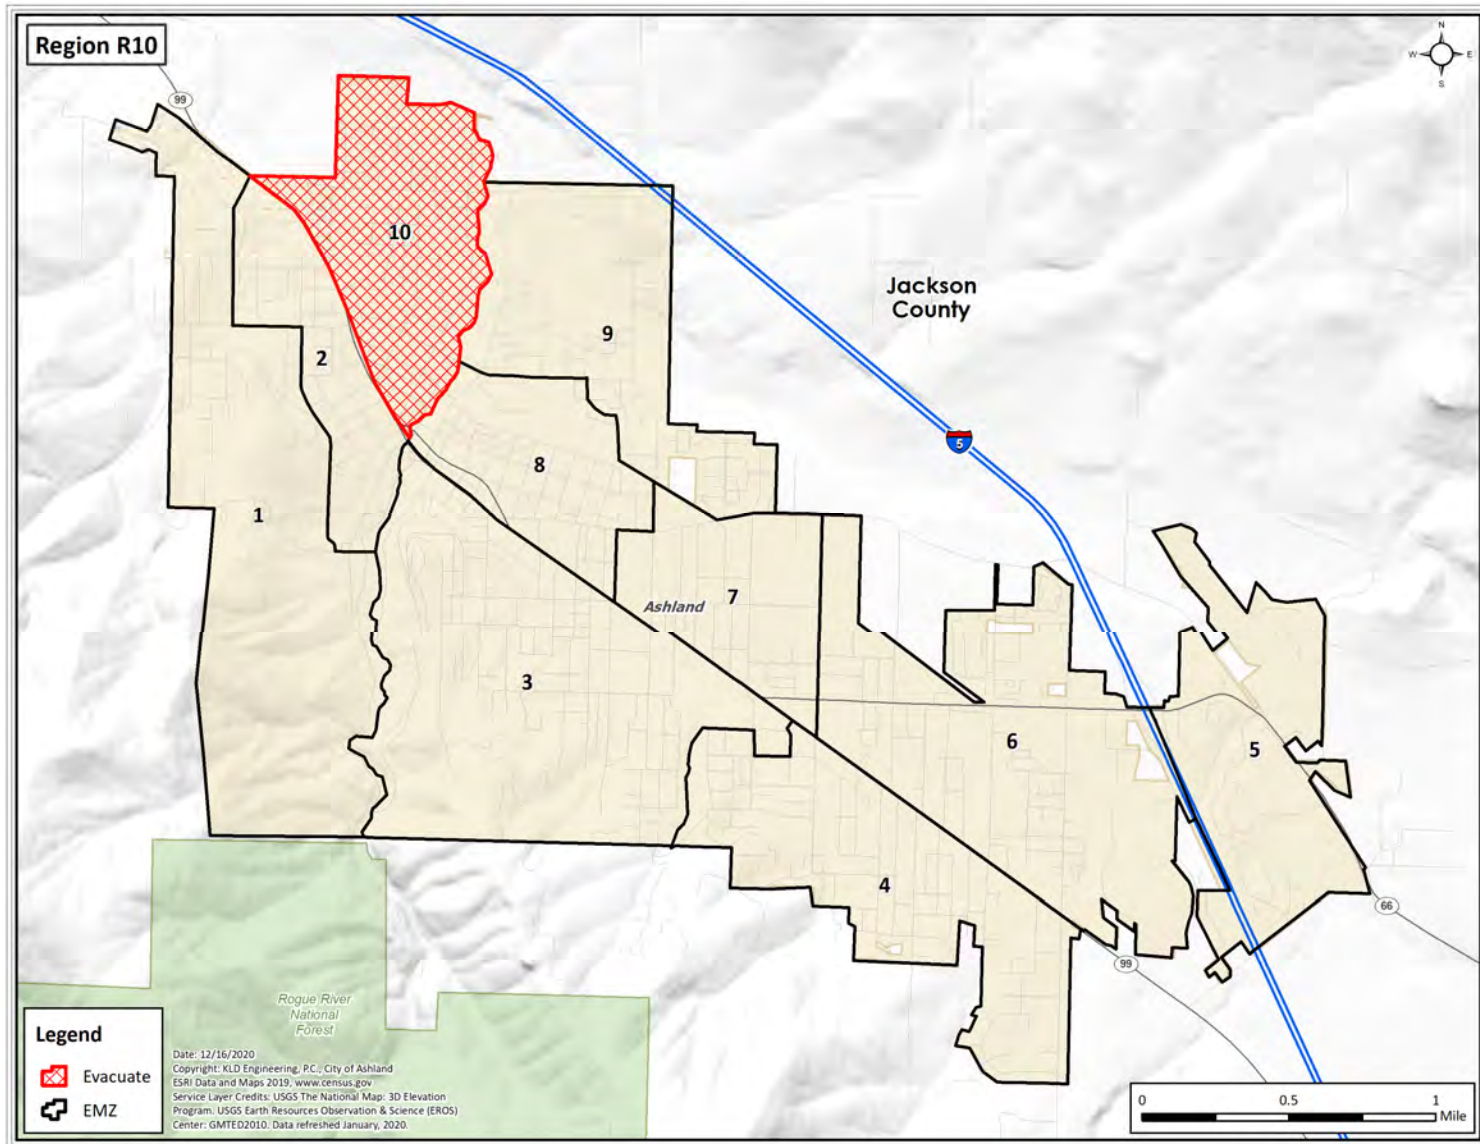 Region R10
N
W E
S
99
10
Jackson
County
9
2
5
8
1
Ashland
7
3
6
5
4
66
99
Rogue River
National
Forest
Legend
Evacuate
EMZ
Date: 12/16/2020
Copyright: KLD Engineering, P.C., City of Ashland
ESRI Data and Maps 2019, www.census.gov
Service Layer Credits: USGS The National Map: 3D Elevation
Program. USGS Earth Resources Observation & Science (EROS)
Center: GMTED2010. Data refreshed January, 2020.
0 0.5 1
Mile